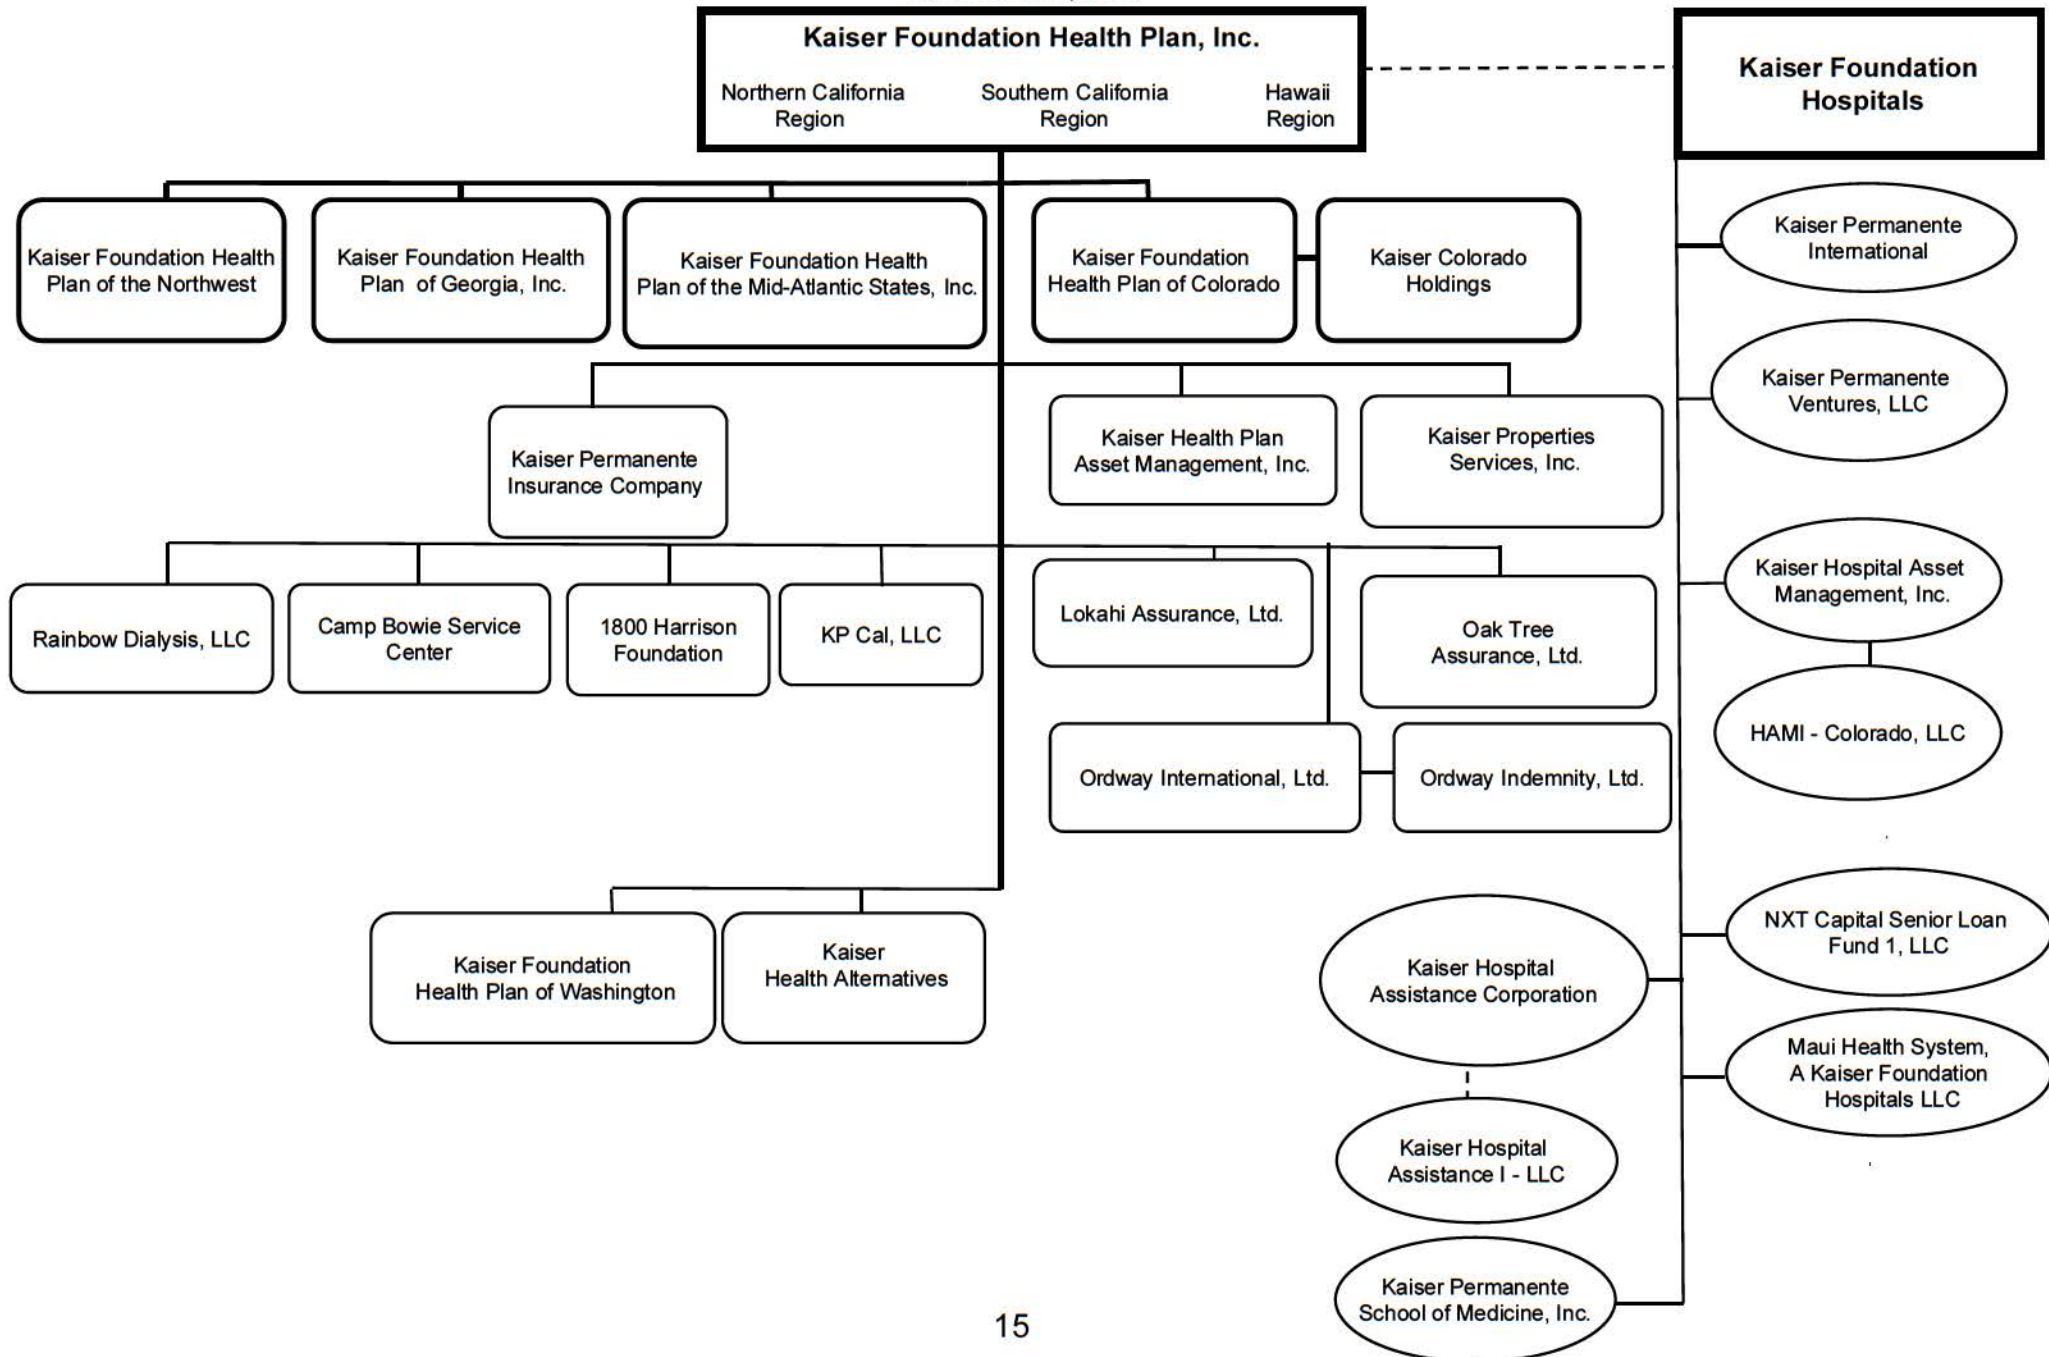 Kaiser Foundation Health Plan, Inc.
Northern California
Region
Southern California
Region
Hawaii
Region
Kaiser Foundation
Hospitals
Kaiser Foundation Health
Plan of the Northwest
Kaiser Foundation Health
Plan of Georgia, Inc.
Kaiser Foundation Health
Plan of the Mid-Atlantic States, Inc.
Kaiser Foundation
Health Plan of Colorado
Kaiser Colorado
Holdings
Kaiser Permanente
International
Kaiser Permanente
Insurance Company
Kaiser Health Plan
Asset Management, Inc.
Kaiser Properties
Services, Inc.
Kaiser Permanente
Ventures, LLC
Rainbow Dialysis, LLC
Camp Bowie Service
Center
1800 Harrison
Foundation
KP Cal, LLC
Lokahi Assurance, Ltd.
Oak Tree
Assurance, Ltd.
Kaiser Hospital Asset
Management, Inc.
Ordway International, Ltd.
Ordway Indemnity, Ltd.
HAMI - Colorado, LLC
Kaiser Foundation
Health Plan of Washington
Kaiser
Health Alternatives
Kaiser Hospital
Assistance Corporation
NXT Capital Senior Loan
Fund 1, LLC
Maui Health System,
A Kaiser Foundation
Hospitals LLC
Kaiser Hospital
Assistance I - LLC
Kaiser Permanente
School of Medicine, Inc.
15